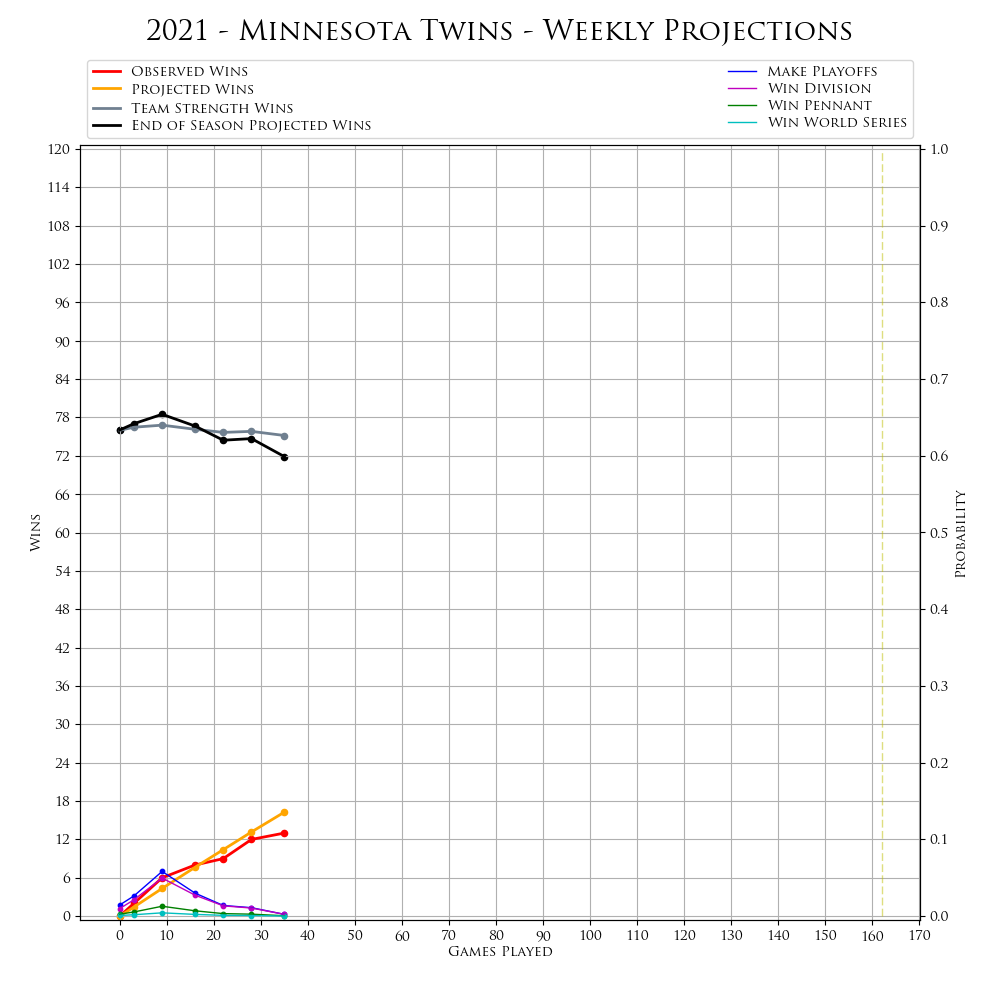 2021 - Minnesota Twins - Weekly Projections
Observed Wins
Projected Wins
Team Strength Wins
End of Season Projected Wins
Make Playoffs
Win Division
Win Pennant
Win World Series
120
114
108
102
96
90
84
78
72
66
60
54
48
42
36
30
24
18
12
6
0
Wins
1.0
0.9
0.8
0.7
0.6
0.5
0.4
0.3
0.2
0.1
0.0
Probability
0 10 20 30 40 50 60 70 80 90 100 110 120 130 140 150 160 170
Games Played